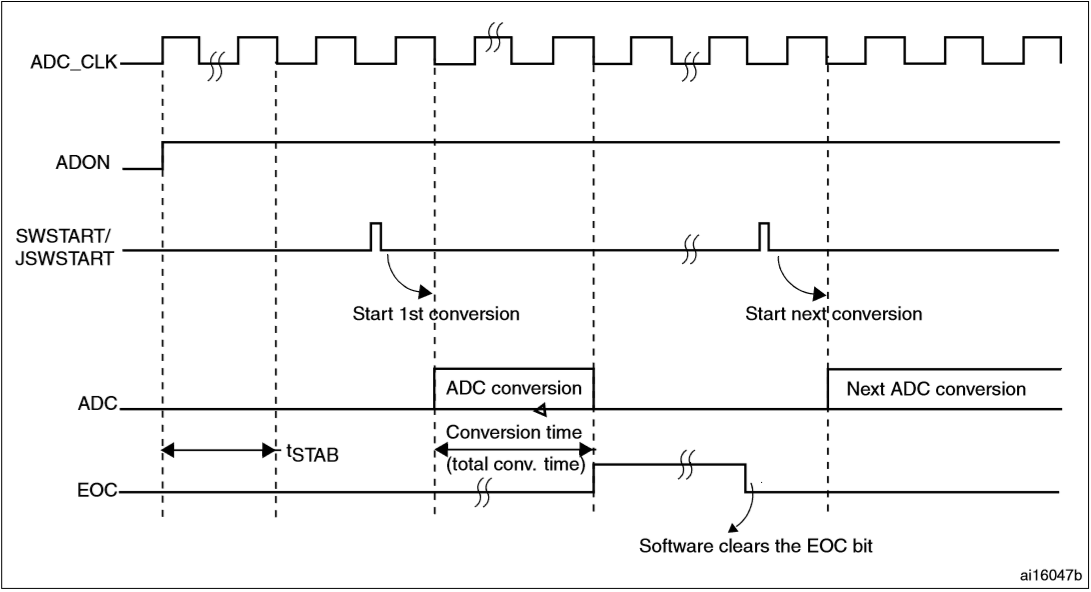 ADC_CLK
ADON
SWSTART/
JSWSTART
Start 1st conversion
Start next conversion
ADC
ADC conversion
Next ADC conversion
Conversion time
(total conv. time)
tSTAB
EOC
Software clears the EOC bit
ai16047b